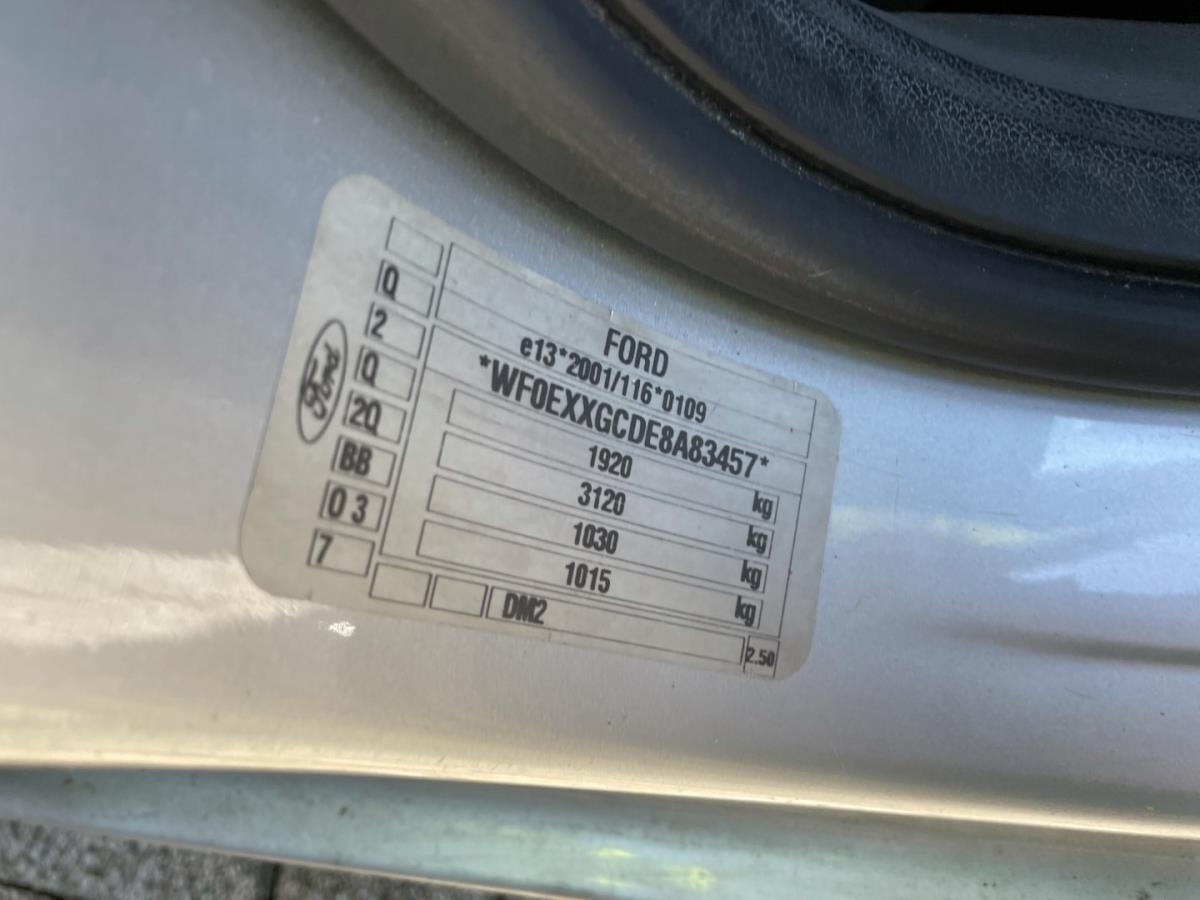 Ford
Q
2
Q
2Q
BB
0 3
7
FORD
e13*2001/116*0109
*WF0EXXGCDE8A83457*
1920 kg
3120 kg
1030 kg
1015 kg
DM2
2.50